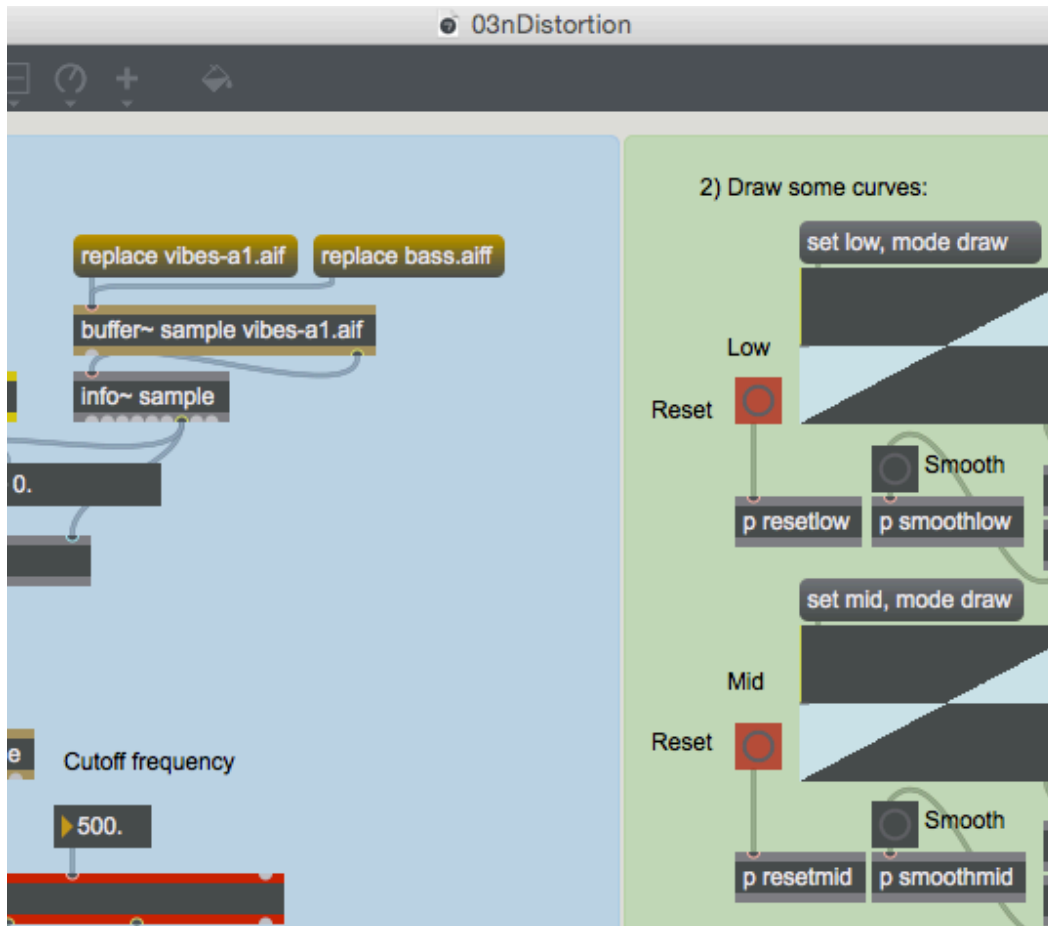 03nDistortion
replace vibes-a1.aif
replace bass.aiff
buffer~ sample vibes-a1.aif
info~ sample
0.
e
Cutoff frequency
500.
2) Draw some curves:
set low, mode draw
Low
Reset
Smooth
p resetlow
p smoothlow
set mid, mode draw
Mid
Reset
Smooth
p resetmid
p smoothmid